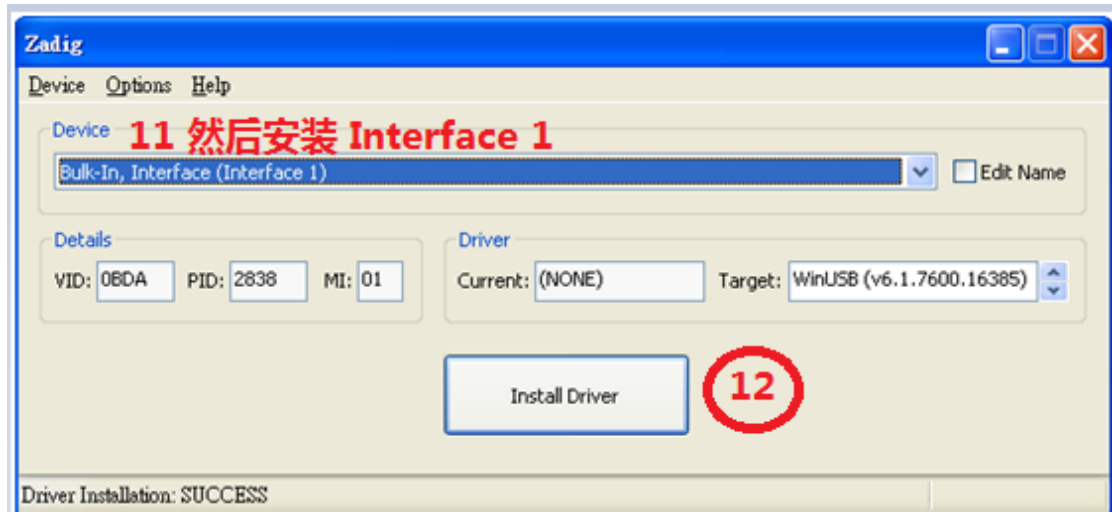 Zadig
Device Options Help
Device 11 然后安装 Interface 1
Bulk-In, Interface (Interface 1) Edit Name
Details Driver
VID: 0BDA PID: 2838 MI: 01 Current: (NONE) Target: WinUSB (v6.1.7600.16385)
Install Driver 12
Driver Installation: SUCCESS